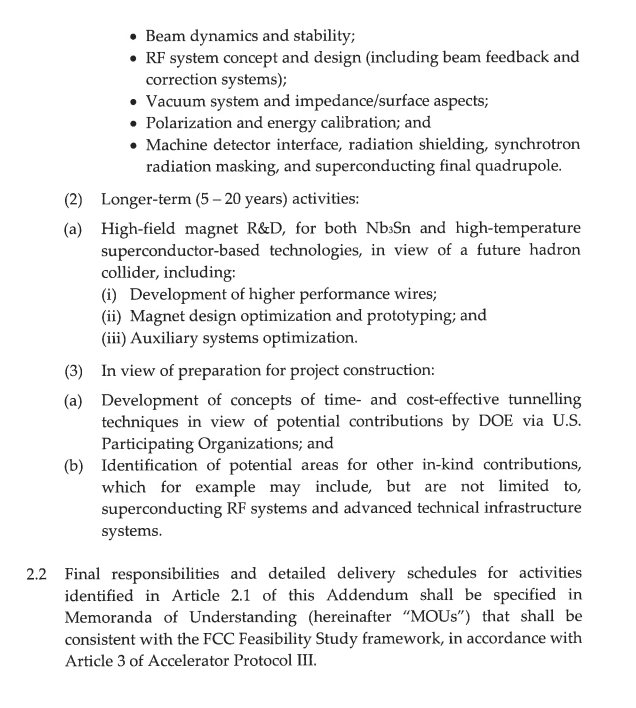 • Beam dynamics and stability;
• RF system concept and design (including beam feedback and
correction systems);
• Vacuum system and impedance/surface aspects;
• Polarization and energy calibration; and
• Machine detector interface, radiation shielding, synchrotron
radiation masking, and superconducting final quadrupole.
(2) Longer-term (5 – 20 years) activities:
(a) High-field magnet R&D, for both Nb₃Sn and high-temperature
superconductor-based technologies, in view of a future hadron
collider, including:
(i) Development of higher performance wires;
(ii) Magnet design optimization and prototyping; and
(iii) Auxiliary systems optimization.
(3) In view of preparation for project construction:
(a) Development of concepts of time- and cost-effective tunnelling
techniques in view of potential contributions by DOE via U.S.
Participating Organizations; and
(b) Identification of potential areas for other in-kind contributions,
which for example may include, but are not limited to,
superconducting RF systems and advanced technical infrastructure
systems.
2.2 Final responsibilities and detailed delivery schedules for activities
identified in Article 2.1 of this Addendum shall be specified in
Memoranda of Understanding (hereinafter “MOUs”) that shall be
consistent with the FCC Feasibility Study framework, in accordance with
Article 3 of Accelerator Protocol III.